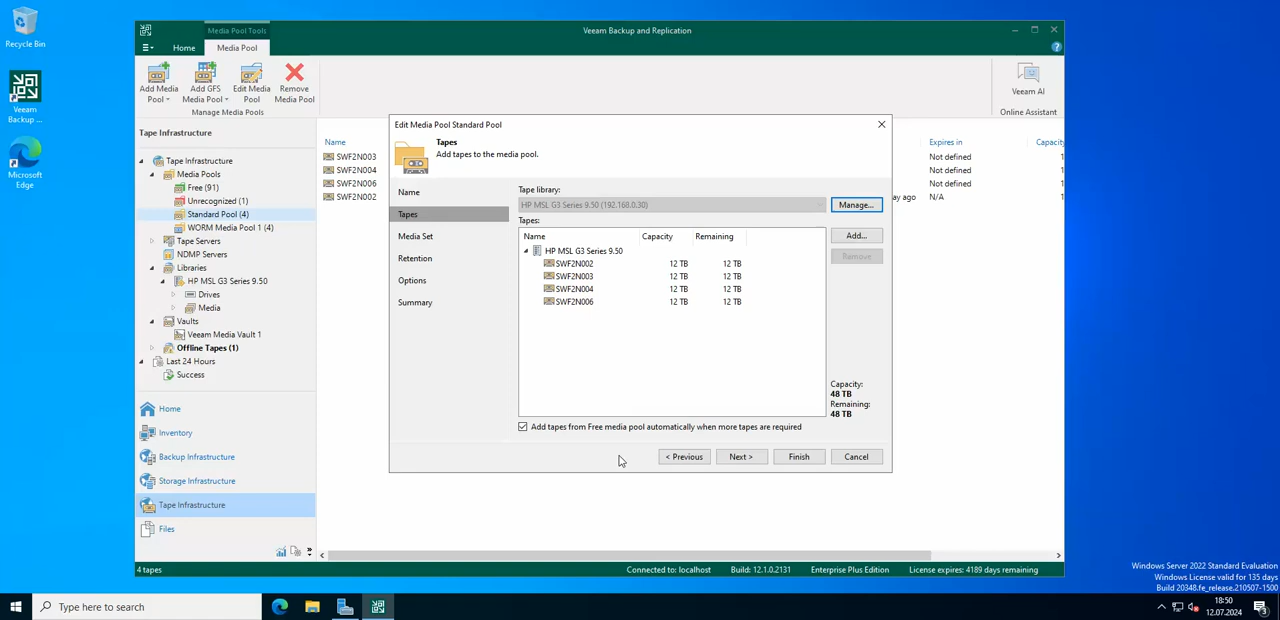 Recycle Bin
Veeam
Backup ...
Microsoft
Edge
Media Pool Tools
Veeam Backup and Replication
Home
Media Pool
Add Media
Pool
Add GFS
Media Pool
Edit Media
Pool
Remove
Media Pool
Manage Media Pools
Veeam AI
Online Assistant
Tape Infrastructure
Tape Infrastructure
Media Pools
Free (91)
Unrecognized (1)
Standard Pool (4)
WORM Media Pool 1 (4)
Tape Servers
NDMP Servers
Libraries
HP MSL G3 Series 9.50
Drives
Media
Vaults
Veeam Media Vault 1
Offline Tapes (1)
Last 24 Hours
Success
Home
Inventory
Backup Infrastructure
Storage Infrastructure
Tape Infrastructure
Files
Name
SWF2N003
SWF2N004
SWF2N006
SWF2N002
Expires in
Capacity
Not defined
1
Not defined
1
Not defined
1
ay ago
N/A
1
Edit Media Pool Standard Pool
Tapes
Add tapes to the media pool.
Name
Tapes
Media Set
Retention
Options
Summary
Tape library:
HP MSL G3 Series 9.50 (192.168.0.30)
Manage...
Tapes:
Name Capacity Remaining
Add...
Remove
HP MSL G3 Series 9.50
SWF2N002 12 TB 12 TB
SWF2N003 12 TB 12 TB
SWF2N004 12 TB 12 TB
SWF2N006 12 TB 12 TB
Capacity:
48 TB
Remaining:
48 TB
Add tapes from Free media pool automatically when more tapes are required
< Previous
Next >
Finish
Cancel
4 tapes
Connected to: localhost
Build: 12.1.0.2131
Enterprise Plus Edition
License expires: 4189 days remaining
Windows Server 2022 Standard Evaluation
Windows License valid for 135 days
Build 20348.fe_release.210507-1500
Type here to search
18:50
12.07.2024
3